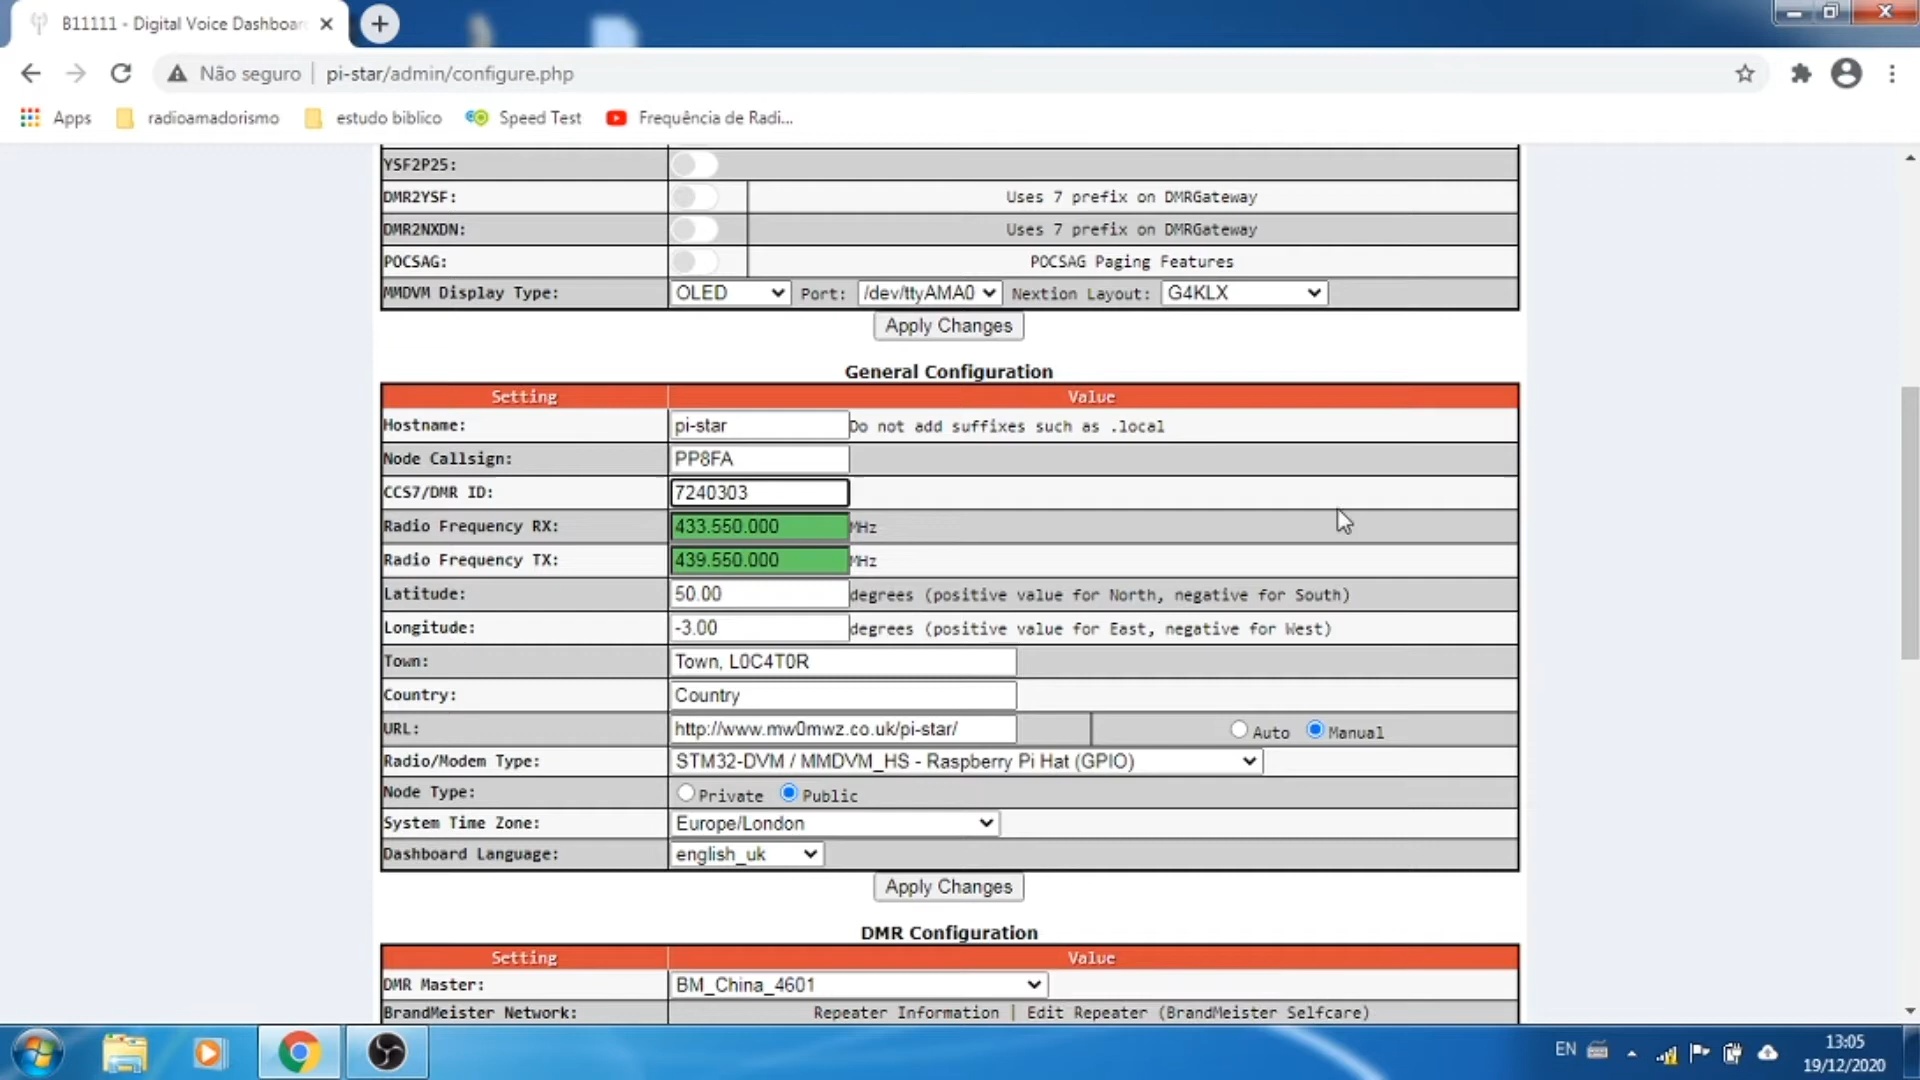 B11111 - Digital Voice Dashboar
Não seguro
pi-star/admin/configure.php
Apps
radioamadorismo
estudo biblico
Speed Test
Frequência de Radi...
YSF2P25:
DMR2YSF: Uses 7 prefix on DMRGateway
DMR2NXDN: Uses 7 prefix on DMRGateway
POCSAG: POCSAG Paging Features
MMDVM Display Type: OLED Port: /dev/ttyAMA0 Nextion Layout: G4KLX
Apply Changes
General Configuration
Setting Value
Hostname: pi-star Do not add suffixes such as .local
Node Callsign: PP8FA
CCS7/DMR ID: 7240303
Radio Frequency RX: 433.550.000 MHz
Radio Frequency TX: 439.550.000 MHz
Latitude: 50.00 degrees (positive value for North, negative for South)
Longitude: -3.00 degrees (positive value for East, negative for West)
Town: Town, L0C4T0R
Country: Country
URL: http://www.mw0mwz.co.uk/pi-star/ Auto Manual
Radio/Modem Type: STM32-DVM / MMDVM_HS - Raspberry Pi Hat (GPIO)
Node Type: Private Public
System Time Zone: Europe/London
Dashboard Language: english_uk
Apply Changes
DMR Configuration
Setting Value
DMR Master: BM_China_4601
BrandMeister Network: Repeater Information | Edit Repeater (BrandMeister Selfcare)
EN
13:05
19/12/2020